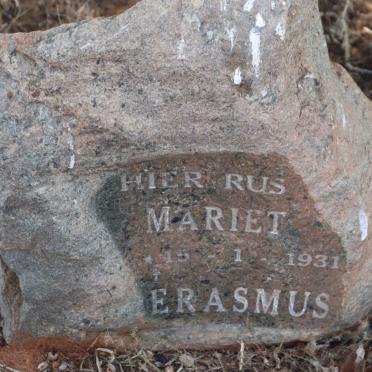 HIER RUS
MARIET
* 15 - 1 - 1931
†
ERASMUS